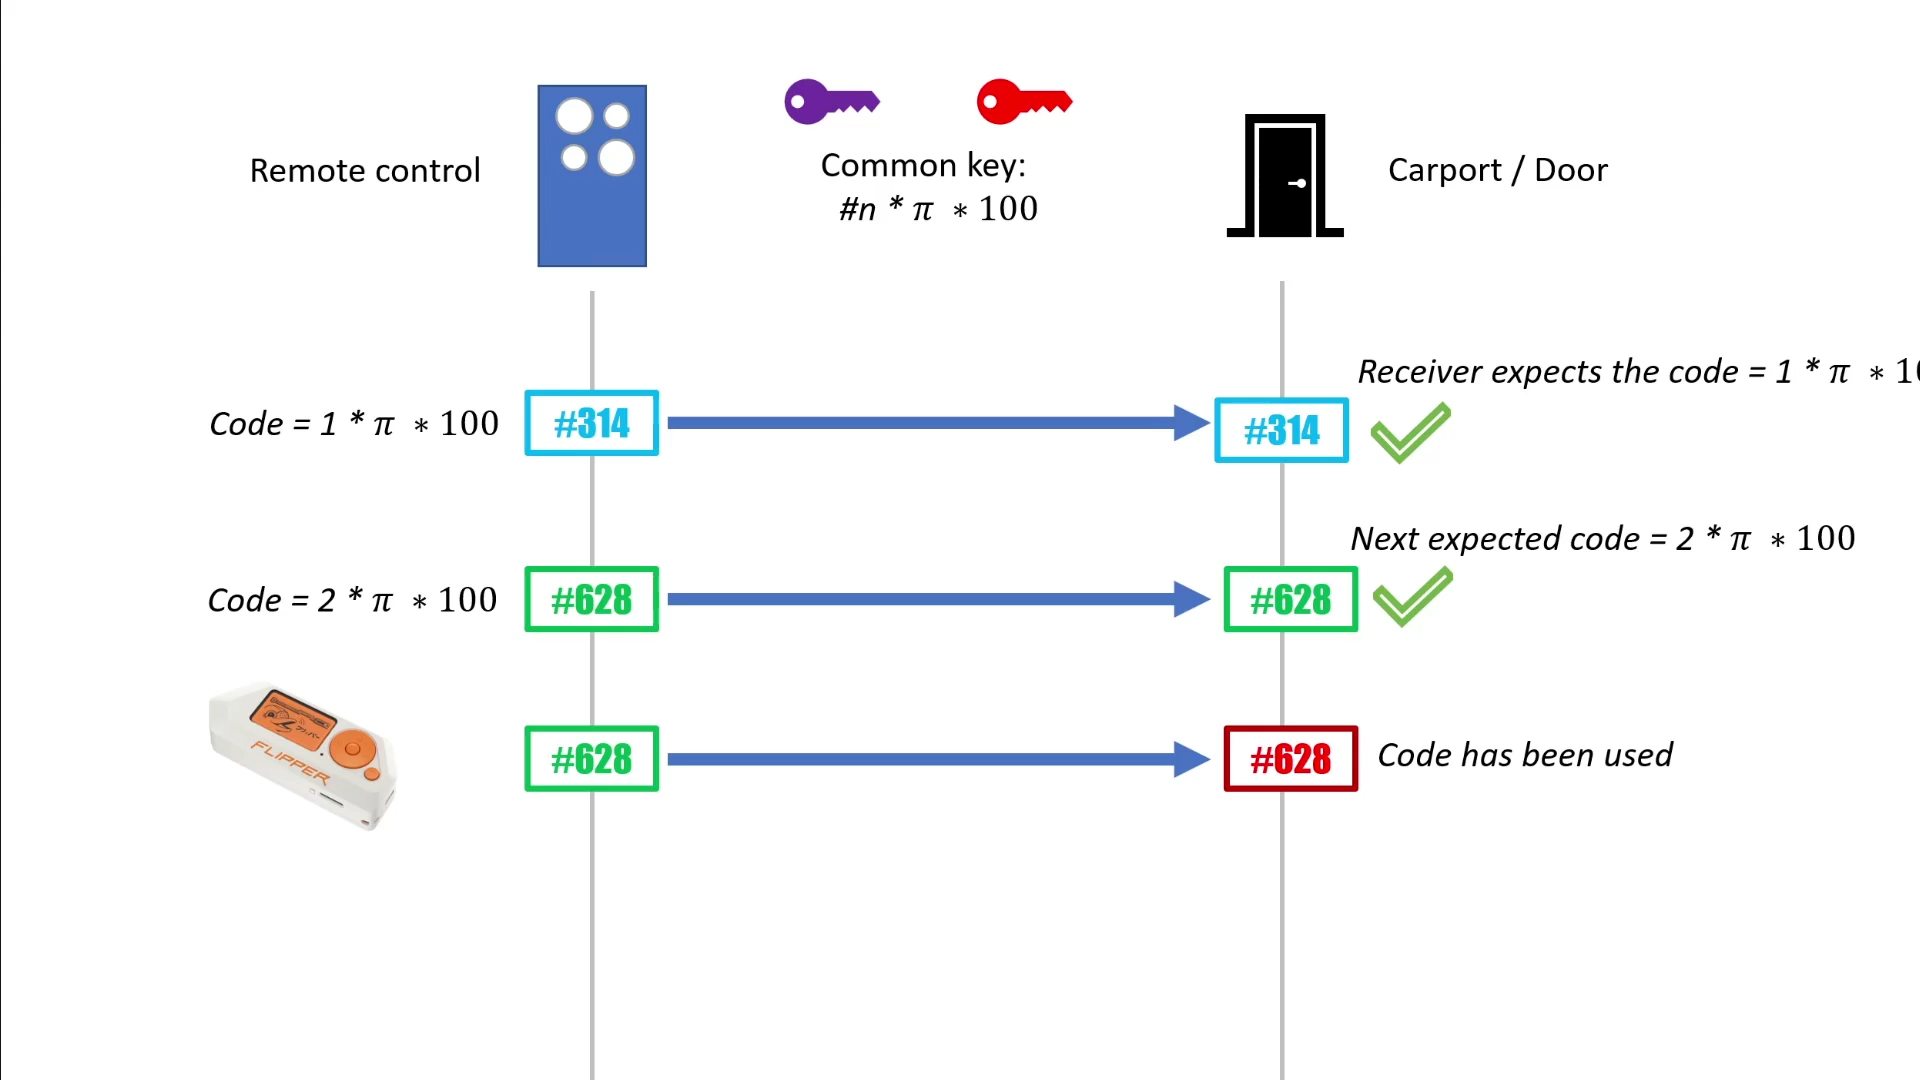 Remote control
Common key:
#n * π * 100
Carport / Door
Receiver expects the code = 1 * π * 10
Code = 1 * π * 100
#314
#314
Next expected code = 2 * π * 100
Code = 2 * π * 100
#628
#628
FLIPPER
#628
#628
Code has been used